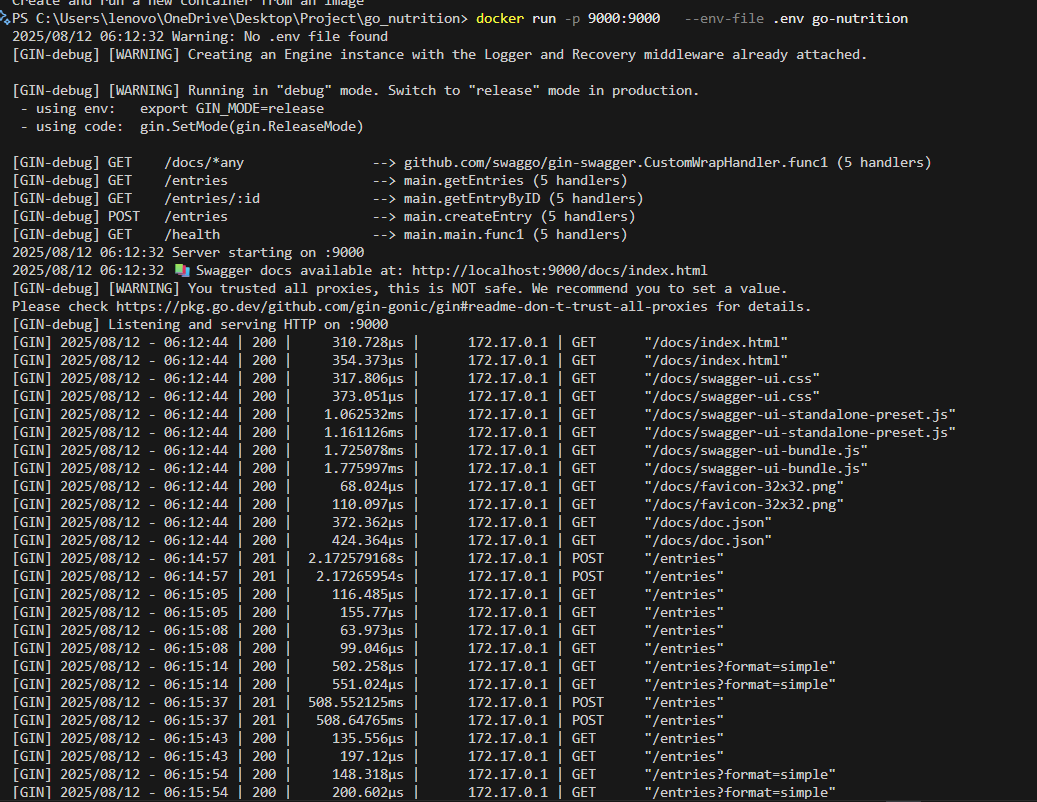 Create and run a new container from an image
PS C:\Users\lenovo\OneDrive\Desktop\Project\go_nutrition> docker run -p 9000:9000   --env-file .env go-nutrition
2025/08/12 06:12:32 Warning: No .env file found
[GIN-debug] [WARNING] Creating an Engine instance with the Logger and Recovery middleware already attached.

[GIN-debug] [WARNING] Running in "debug" mode. Switch to "release" mode in production.
 - using env:   export GIN_MODE=release
 - using code:  gin.SetMode(gin.ReleaseMode)

[GIN-debug] GET    /docs/*any                --> github.com/swaggo/gin-swagger.CustomWrapHandler.func1 (5 handlers)
[GIN-debug] GET    /entries                  --> main.getEntries (5 handlers)
[GIN-debug] GET    /entries/:id              --> main.getEntryByID (5 handlers)
[GIN-debug] POST   /entries                  --> main.createEntry (5 handlers)
[GIN-debug] GET    /health                   --> main.main.func1 (5 handlers)
2025/08/12 06:12:32 Server starting on :9000
2025/08/12 06:12:32 📚 Swagger docs available at: http://localhost:9000/docs/index.html
[GIN-debug] [WARNING] You trusted all proxies, this is NOT safe. We recommend you to set a value.
Please check https://pkg.go.dev/github.com/gin-gonic/gin#readme-don-t-trust-all-proxies for details.
[GIN-debug] Listening and serving HTTP on :9000
[GIN] 2025/08/12 - 06:12:44 | 200 |     310.728µs |      172.17.0.1 | GET      "/docs/index.html"
[GIN] 2025/08/12 - 06:12:44 | 200 |     354.373µs |      172.17.0.1 | GET      "/docs/index.html"
[GIN] 2025/08/12 - 06:12:44 | 200 |     317.806µs |      172.17.0.1 | GET      "/docs/swagger-ui.css"
[GIN] 2025/08/12 - 06:12:44 | 200 |     373.051µs |      172.17.0.1 | GET      "/docs/swagger-ui.css"
[GIN] 2025/08/12 - 06:12:44 | 200 |    1.062532ms |      172.17.0.1 | GET      "/docs/swagger-ui-standalone-preset.js"
[GIN] 2025/08/12 - 06:12:44 | 200 |    1.161126ms |      172.17.0.1 | GET      "/docs/swagger-ui-standalone-preset.js"
[GIN] 2025/08/12 - 06:12:44 | 200 |    1.725078ms |      172.17.0.1 | GET      "/docs/swagger-ui-bundle.js"
[GIN] 2025/08/12 - 06:12:44 | 200 |    1.775997ms |      172.17.0.1 | GET      "/docs/swagger-ui-bundle.js"
[GIN] 2025/08/12 - 06:12:44 | 200 |      68.024µs |      172.17.0.1 | GET      "/docs/favicon-32x32.png"
[GIN] 2025/08/12 - 06:12:44 | 200 |     110.097µs |      172.17.0.1 | GET      "/docs/favicon-32x32.png"
[GIN] 2025/08/12 - 06:12:44 | 200 |     372.362µs |      172.17.0.1 | GET      "/docs/doc.json"
[GIN] 2025/08/12 - 06:12:44 | 200 |     424.364µs |      172.17.0.1 | GET      "/docs/doc.json"
[GIN] 2025/08/12 - 06:14:57 | 201 |  2.172579168s |      172.17.0.1 | POST     "/entries"
[GIN] 2025/08/12 - 06:14:57 | 201 |   2.17265954s |      172.17.0.1 | POST     "/entries"
[GIN] 2025/08/12 - 06:15:05 | 200 |     116.485µs |      172.17.0.1 | GET      "/entries"
[GIN] 2025/08/12 - 06:15:05 | 200 |      155.77µs |      172.17.0.1 | GET      "/entries"
[GIN] 2025/08/12 - 06:15:08 | 200 |      63.973µs |      172.17.0.1 | GET      "/entries"
[GIN] 2025/08/12 - 06:15:08 | 200 |      99.046µs |      172.17.0.1 | GET      "/entries"
[GIN] 2025/08/12 - 06:15:14 | 200 |     502.258µs |      172.17.0.1 | GET      "/entries?format=simple"
[GIN] 2025/08/12 - 06:15:14 | 200 |     551.024µs |      172.17.0.1 | GET      "/entries?format=simple"
[GIN] 2025/08/12 - 06:15:37 | 201 |  508.552125ms |      172.17.0.1 | POST     "/entries"
[GIN] 2025/08/12 - 06:15:37 | 201 |   508.64765ms |      172.17.0.1 | POST     "/entries"
[GIN] 2025/08/12 - 06:15:43 | 200 |     135.556µs |      172.17.0.1 | GET      "/entries"
[GIN] 2025/08/12 - 06:15:43 | 200 |      197.12µs |      172.17.0.1 | GET      "/entries"
[GIN] 2025/08/12 - 06:15:54 | 200 |     148.318µs |      172.17.0.1 | GET      "/entries?format=simple"
[GIN] 2025/08/12 - 06:15:54 | 200 |     200.602µs |      172.17.0.1 | GET      "/entries?format=simple"